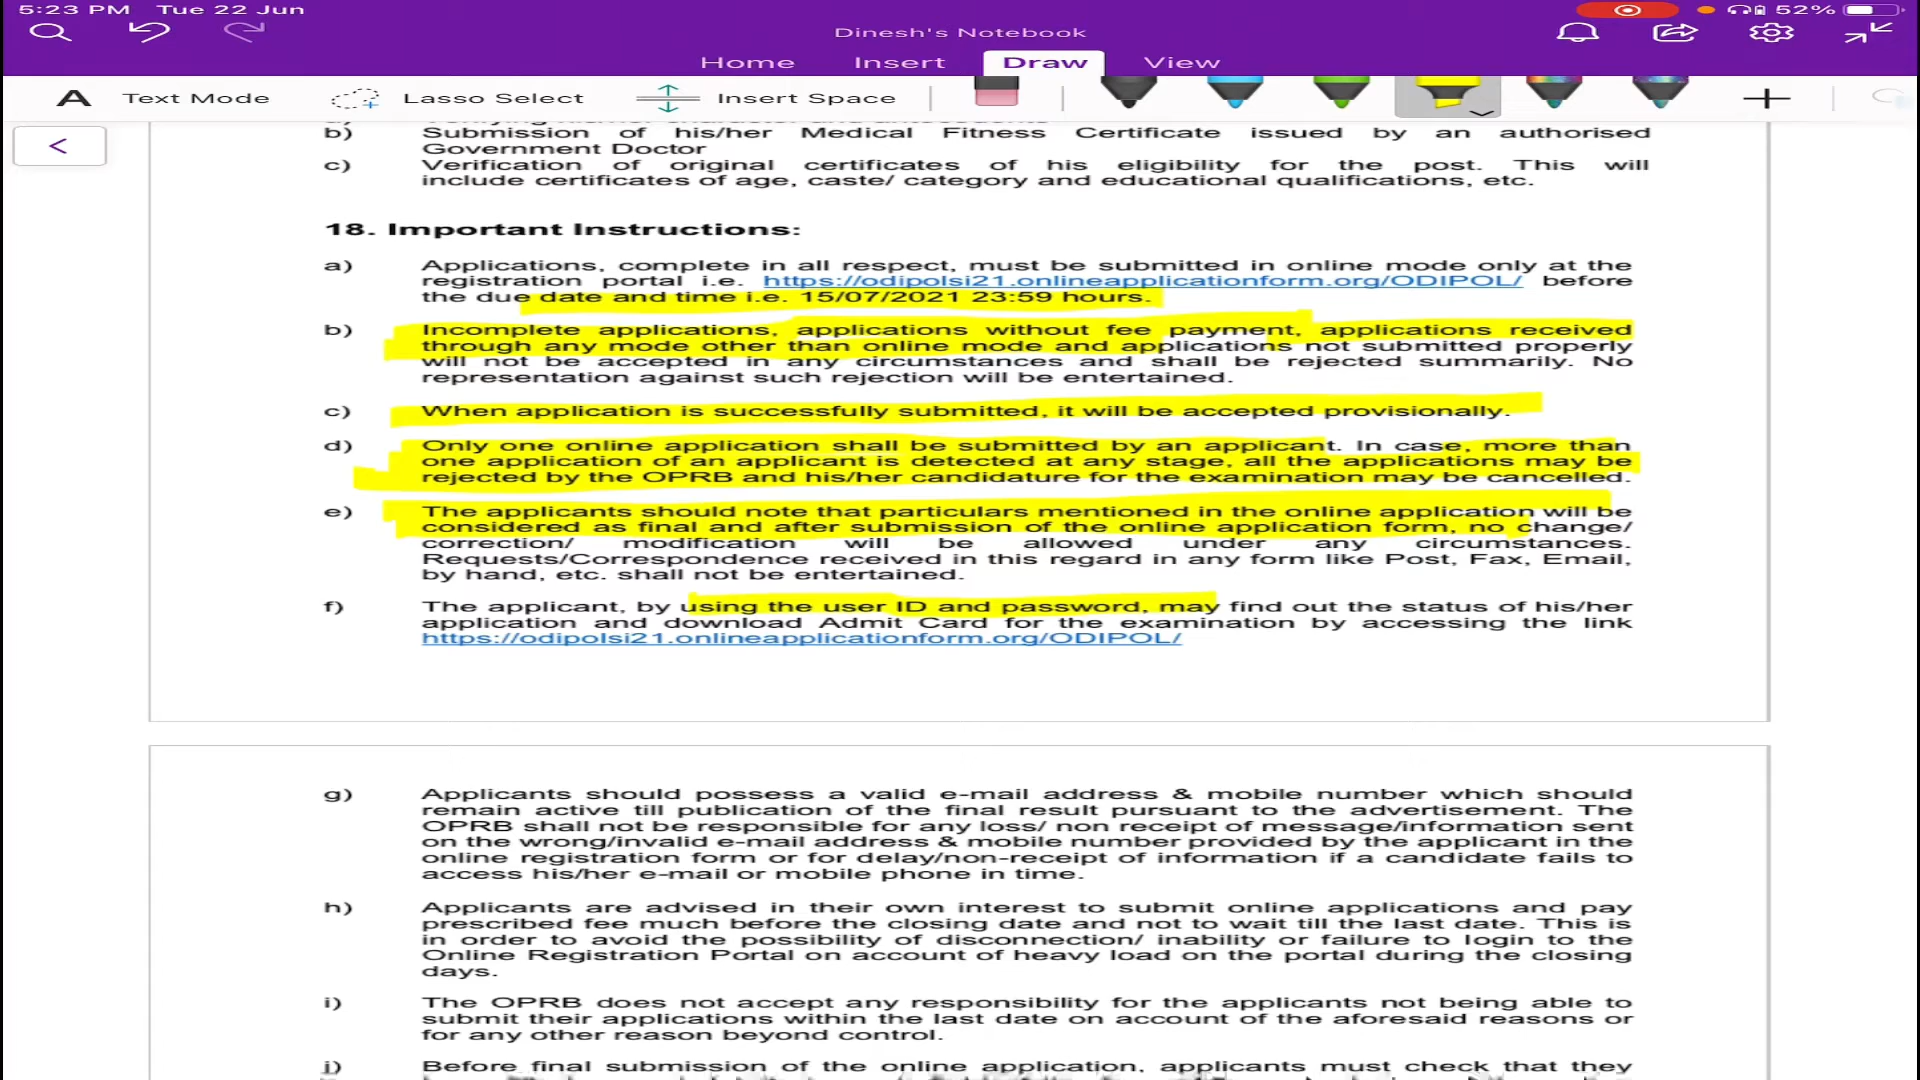 5:23 PM Tue 22 Jun
52%
Dinesh's Notebook
Home Insert Draw View
A Text Mode Lasso Select Insert Space
b) Submission of his/her Medical Fitness Certificate issued by an authorised
Government Doctor
c) Verification of original certificates of his eligibility for the post. This will
include certificates of age, caste/ category and educational qualifications, etc.
18. Important Instructions:
a) Applications, complete in all respect, must be submitted in online mode only at the
registration portal i.e. https://odipolsi21.onlineapplicationform.org/ODIPOL/ before
the due date and time i.e. 15/07/2021 23:59 hours.
b) Incomplete applications, applications without fee payment, applications received
through any mode other than online mode and applications not submitted properly
will not be accepted in any circumstances and shall be rejected summarily. No
representation against such rejection will be entertained.
c) When application is successfully submitted, it will be accepted provisionally.
d) Only one online application shall be submitted by an applicant. In case, more than
one application of an applicant is detected at any stage, all the applications may be
rejected by the OPRB and his/her candidature for the examination may be cancelled.
e) The applicants should note that particulars mentioned in the online application will be
considered as final and after submission of the online application form, no change/
correction/ modification will be allowed under any circumstances.
Requests/Correspondence received in this regard in any form like Post, Fax, Email,
by hand, etc. shall not be entertained.
f) The applicant, by using the user ID and password, may find out the status of his/her
application and download Admit Card for the examination by accessing the link
https://odipolsi21.onlineapplicationform.org/ODIPOL/
g) Applicants should possess a valid e-mail address & mobile number which should
remain active till publication of the final result pursuant to the advertisement. The
OPRB shall not be responsible for any loss/ non receipt of message/information sent
on the wrong/invalid e-mail address & mobile number provided by the applicant in the
online registration form or for delay/non-receipt of information if a candidate fails to
access his/her e-mail or mobile phone in time.
h) Applicants are advised in their own interest to submit online applications and pay
prescribed fee much before the closing date and not to wait till the last date. This is
in order to avoid the possibility of disconnection/ inability or failure to login to the
Online Registration Portal on account of heavy load on the portal during the closing
days.
i) The OPRB does not accept any responsibility for the applicants not being able to
submit their applications within the last date on account of the aforesaid reasons or
for any other reason beyond control.
j) Before final submission of the online application, applicants must check that they